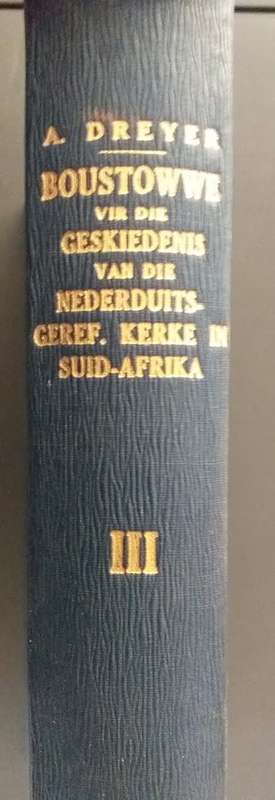 A. DREYER
BOUSTOWWE
VIR DIE
GESKIEDENIS
VAN DIE
NEDERDUITS-
GEREF. KERKE IN
SUID-AFRIKA
III